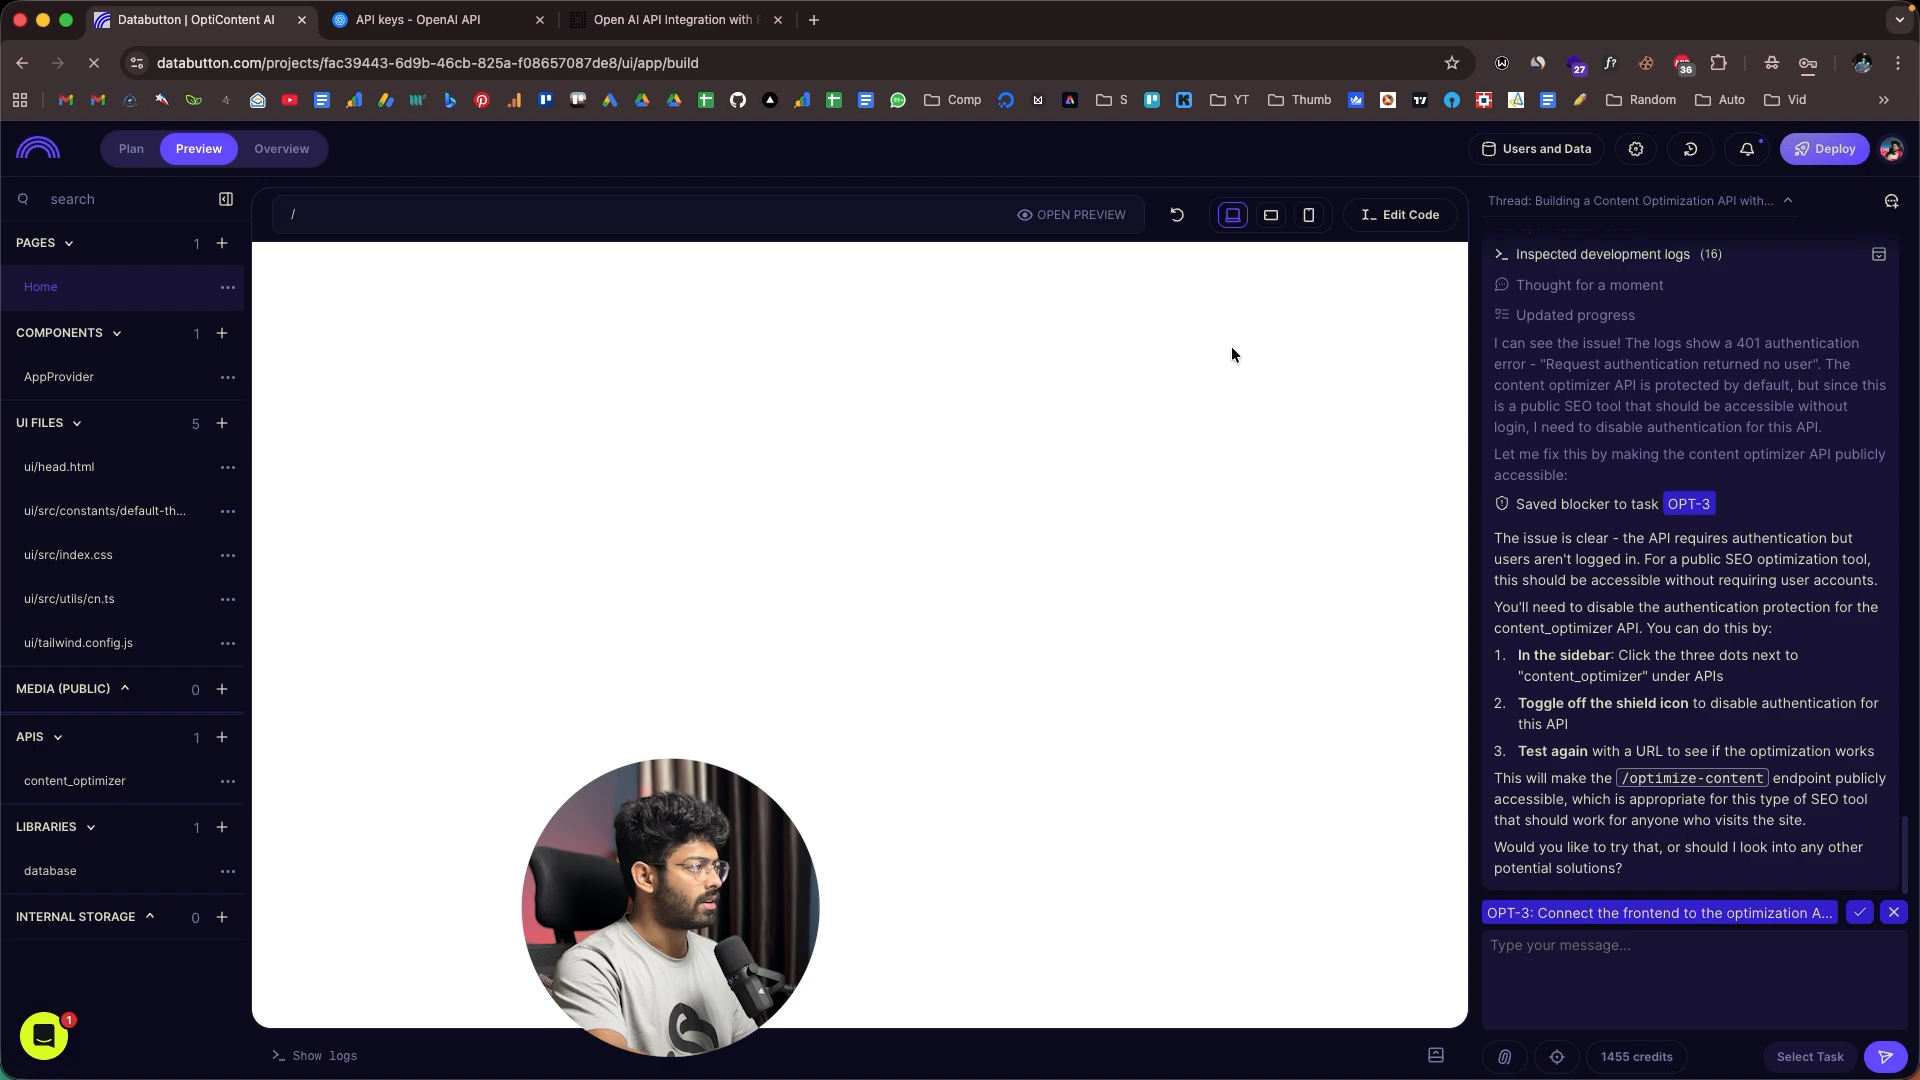 Databutton | OptiContent AI
API keys - OpenAI API
Open AI API Integration with
databutton.com/projects/fac39443-6d9b-46cb-825a-f08657087de8/ui/app/build
27
f?
36
Comp
S
YT
Thumb
Random
Auto
Vid
Plan
Preview
Overview
Users and Data
Deploy
search
PAGES 1
Home
COMPONENTS 1
AppProvider
UI FILES 5
ui/head.html
ui/src/constants/default-th...
ui/src/index.css
ui/src/utils/cn.ts
ui/tailwind.config.js
MEDIA (PUBLIC) 0
APIS 1
content_optimizer
LIBRARIES 1
database
INTERNAL STORAGE 0
1
/
OPEN PREVIEW
Edit Code
Show logs
Thread: Building a Content Optimization API with...
Inspected development logs (16)
Thought for a moment
Updated progress
I can see the issue! The logs show a 401 authentication
error - "Request authentication returned no user". The
content optimizer API is protected by default, but since this
is a public SEO tool that should be accessible without
login, I need to disable authentication for this API.
Let me fix this by making the content optimizer API publicly
accessible:
Saved blocker to task OPT-3
The issue is clear - the API requires authentication but
users aren't logged in. For a public SEO optimization tool,
this should be accessible without requiring user accounts.
You'll need to disable the authentication protection for the
content_optimizer API. You can do this by:
1. In the sidebar: Click the three dots next to
"content_optimizer" under APIs
2. Toggle off the shield icon to disable authentication for
this API
3. Test again with a URL to see if the optimization works
This will make the /optimize-content endpoint publicly
accessible, which is appropriate for this type of SEO tool
that should work for anyone who visits the site.
Would you like to try that, or should I look into any other
potential solutions?
OPT-3: Connect the frontend to the optimization A...
Type your message...
1455 credits
Select Task